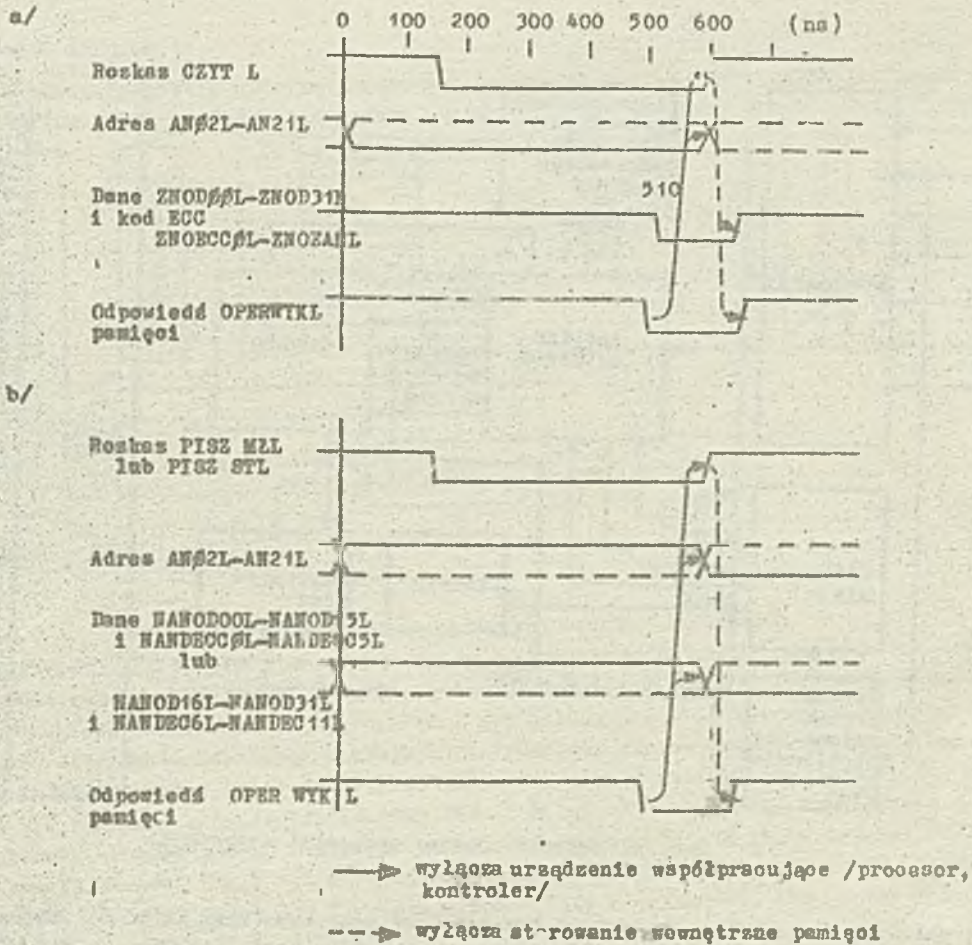 a/
0 100 200 300 400 500 600 (ns)
Rozkaz CZYT L
Adres ANØ2L-AN21L
Dane ZNODØØL-ZNOD31L
i kod ECC
ZNOECCØL-ZNOZANL
510
Odpowiedź OPERWYKL
pamięci
b/
Rozkaz PISZ MŁL
lub PISZ STL
Adres ANØ2L-AN21L
Dane NANOD00L-NANOD15L
i NANDECCØL-NANDECC5L
lub
NANOD16L-NANOD31L
i NANDEC6L-NANDEC11L
Odpowiedź OPER WYK L
pamięci
wyłącza urządzenie współpracujące /procesor,
kontroler/
wyłącza sterowanie wewnętrzne pamięci